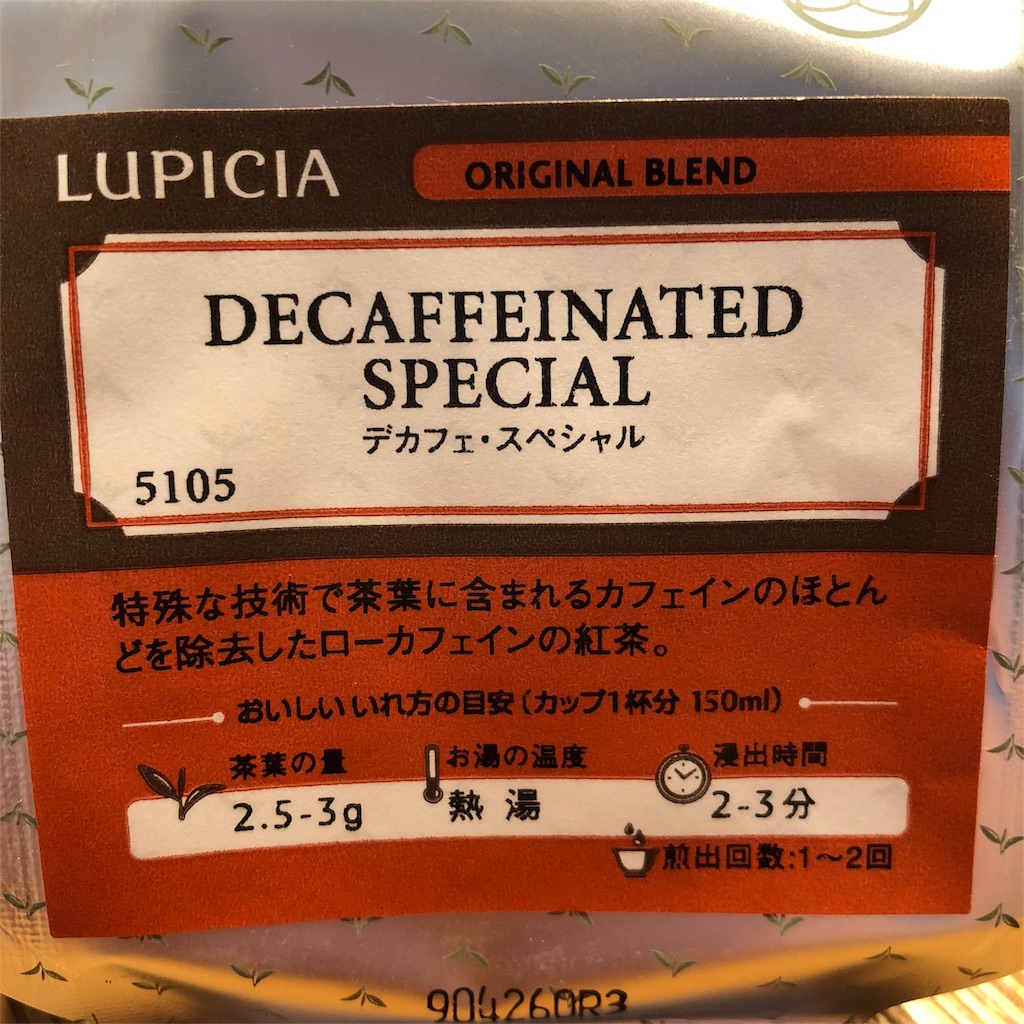 LUPICIA
ORIGINAL BLEND
DECAFFEINATED
SPECIAL
デカフェ・スペシャル
5105
特殊な技術で茶葉に含まれるカフェインのほとん
どを除去したローカフェインの紅茶。
おいしいいれ方の目安(カップ1杯分 150ml)
茶葉の量
2.5-3g
お湯の温度
熱湯
浸出時間
2-3分
煎出回数:1〜2回